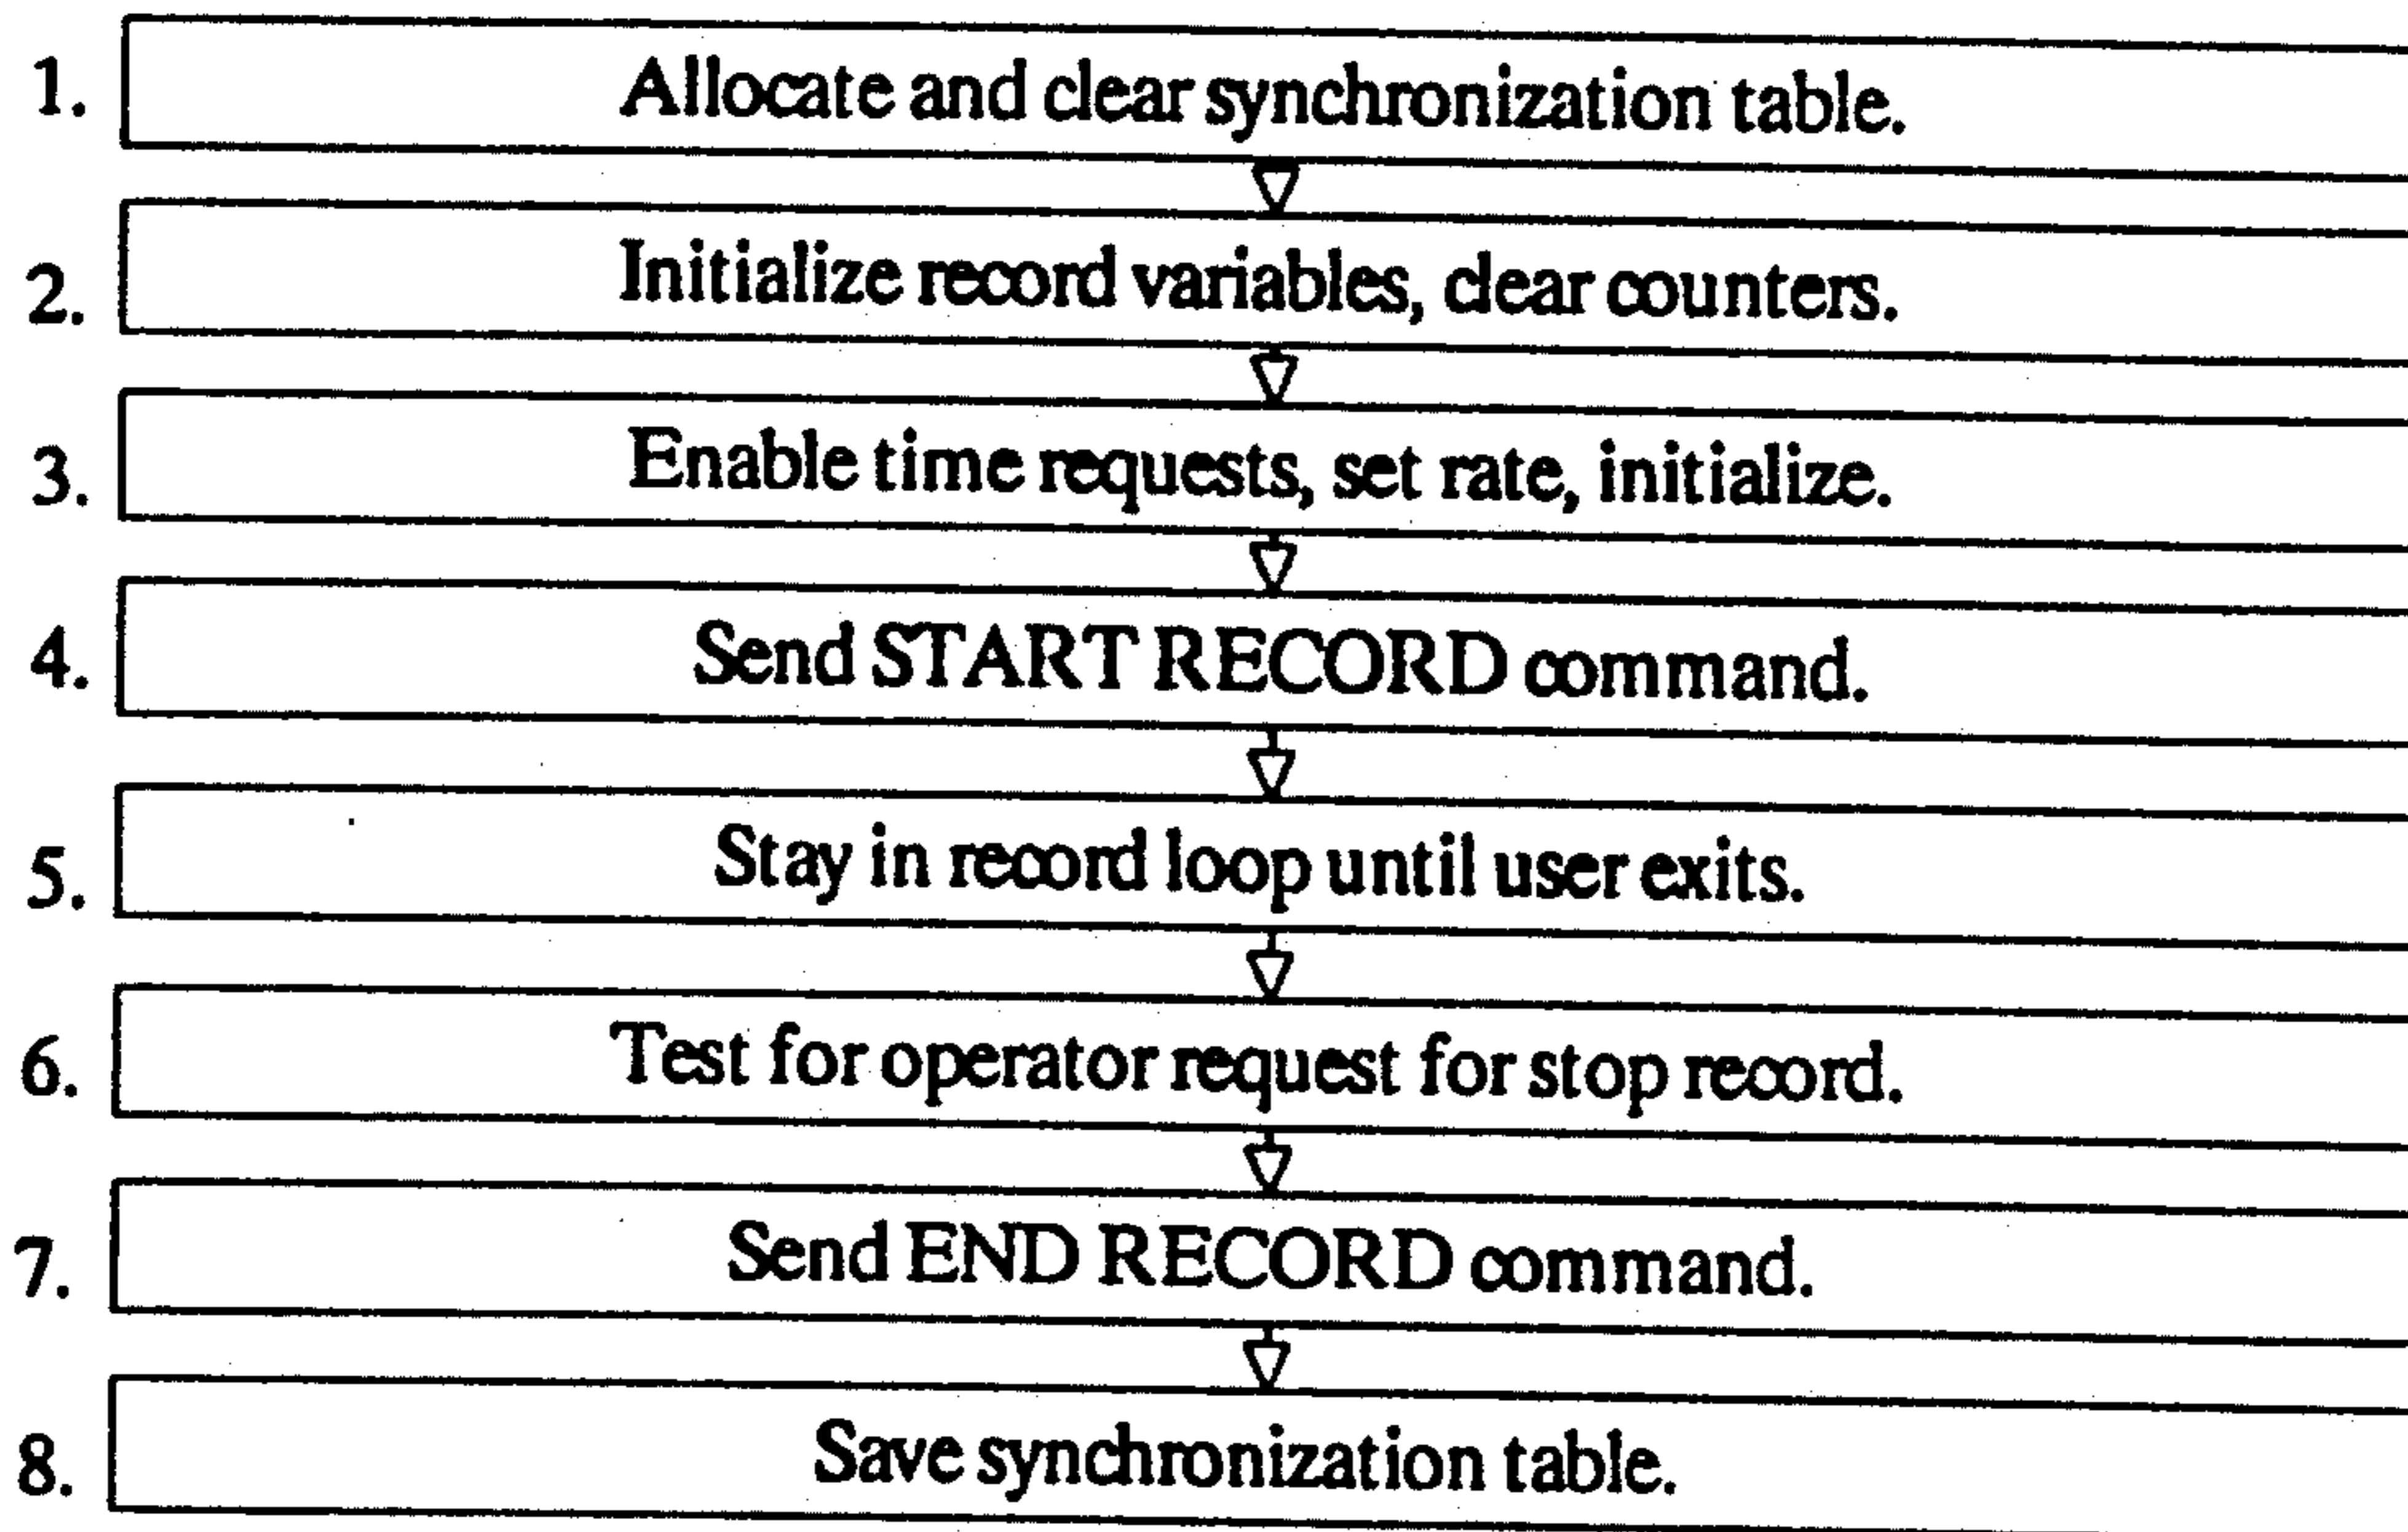 1. Allocate and clear synchronization table.
2. Initialize record variables, clear counters.
3. Enable time requests, set rate, initialize.
4. Send START RECORD command.
5. Stay in record loop until user exits.
6. Test for operator request for stop record.
7. Send END RECORD command.
8. Save synchronization table.